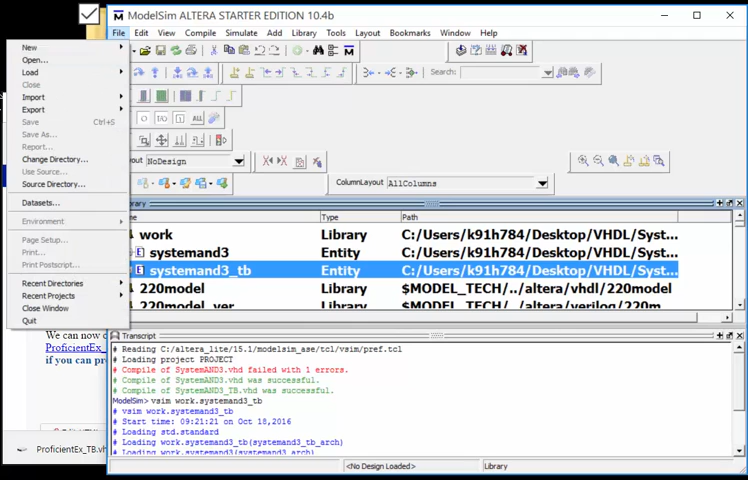 ModelSim ALTERA STARTER EDITION 10.4b
File Edit View Compile Simulate Add Library Tools Layout Bookmarks Window Help
New
Open...
Load
Close
Import
Export
Save Ctrl+S
Save As...
Report...
Change Directory...
Use Source...
Source Directory...
Datasets...
Environment
Page Setup...
Print...
Print Postscript...
Recent Directories
Recent Projects
Close Window
Quit
Search:
ALL
NoDesign
ColumnLayout AllColumns
Type Path
work Library C:/Users/k91h784/Desktop/VHDL/Syst...
E systemand3 Entity C:/Users/k91h784/Desktop/VHDL/Syst...
E systemand3_tb Entity C:/Users/k91h784/Desktop/VHDL/Syst...
220model Library $MODEL_TECH/../altera/vhdl/220model
220model_ver Library $MODEL_TECH/../altera/verilog/220m
Transcript
# Reading C:/altera_lite/15.1/modelsim_ase/tcl/vsim/pref.tcl
# Loading project PROJECT
# Compile of SystemAND3.vhd failed with 1 errors.
# Compile of SystemAND3.vhd was successful.
# Compile of SystemAND3_TB.vhd was successful.
ModelSim> vsim work.systemand3_tb
# vsim work.systemand3_tb
# Start time: 09:21:21 on Oct 18,2016
# Loading std.standard
# Loading work.systemand3_tb(systemand3_tb_arch)
# Loading work.systemand3(systemand3_arch)
We can now
ProficientEx_
if you can pr
ProficientEx_TB.vh
<No Design Loaded> Library